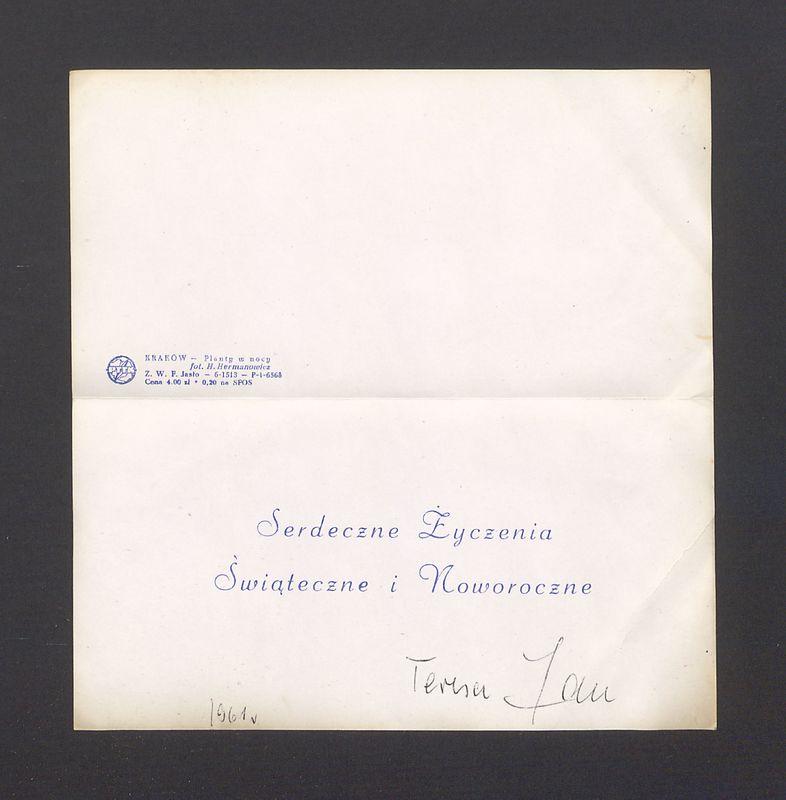 KRAKÓW — Planty w nocy
fot. H. Hermanowicz
Z. W. F. Jasło — 6-1513 — P-1-6568
Cena 4.00 zł * 0,20 na SFOS
Serdeczne Życzenia
Świąteczne i Noworoczne
Teresa Jan
1961 r